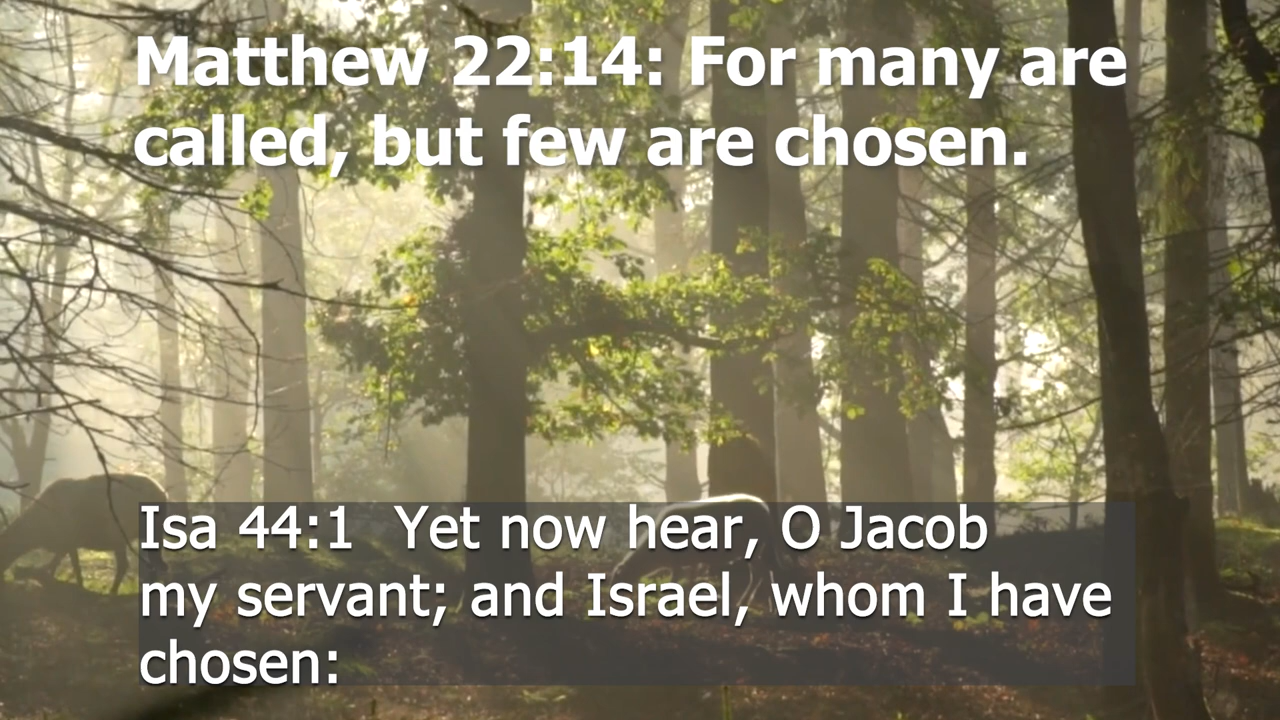 Matthew 22:14: For many are
called, but few are chosen.
Isa 44:1  Yet now hear, O Jacob
my servant; and Israel, whom I have
chosen: